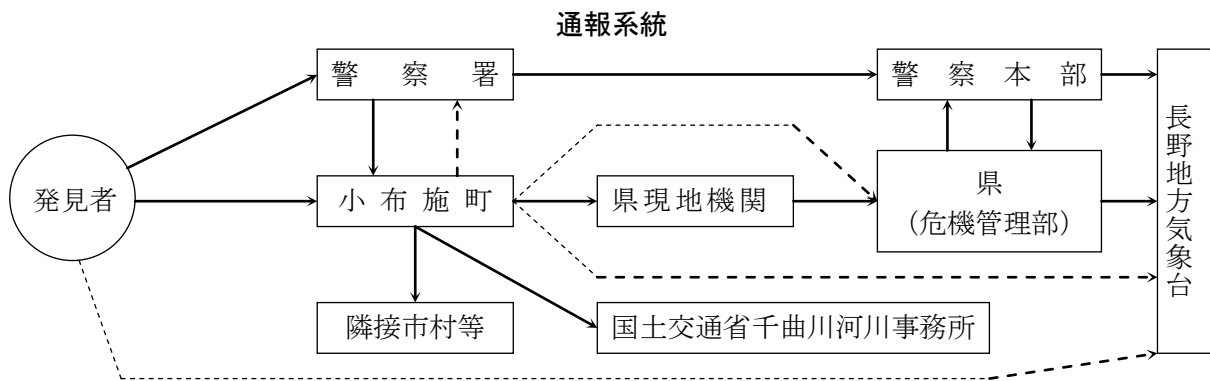 通報系統
警察署
警察本部
長野地方気象台
発見者
小布施町
県現地機関
県
（危機管理部）
隣接市村等
国土交通省千曲川河川事務所